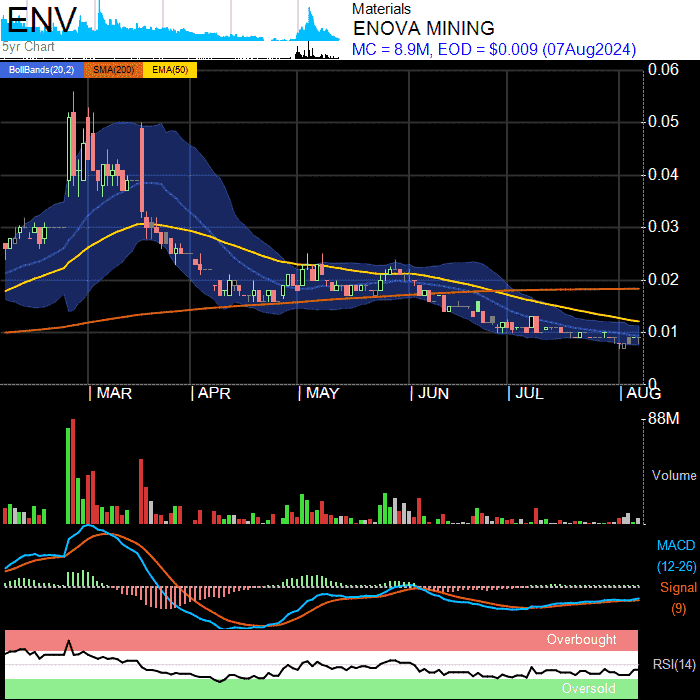 ENV
5yr Chart
Materials
ENOVA MINING
MC = 8.9M, EOD = $0.009 (07Aug2024)
BollBands(20,2) SMA(200) EMA(50)
0.06
0.05
0.04
0.03
0.02
0.01
0
MAR APR MAY JUN JUL AUG
88M
Volume
MACD
(12-26)
Signal
(9)
Overbought
RSI(14)
Oversold